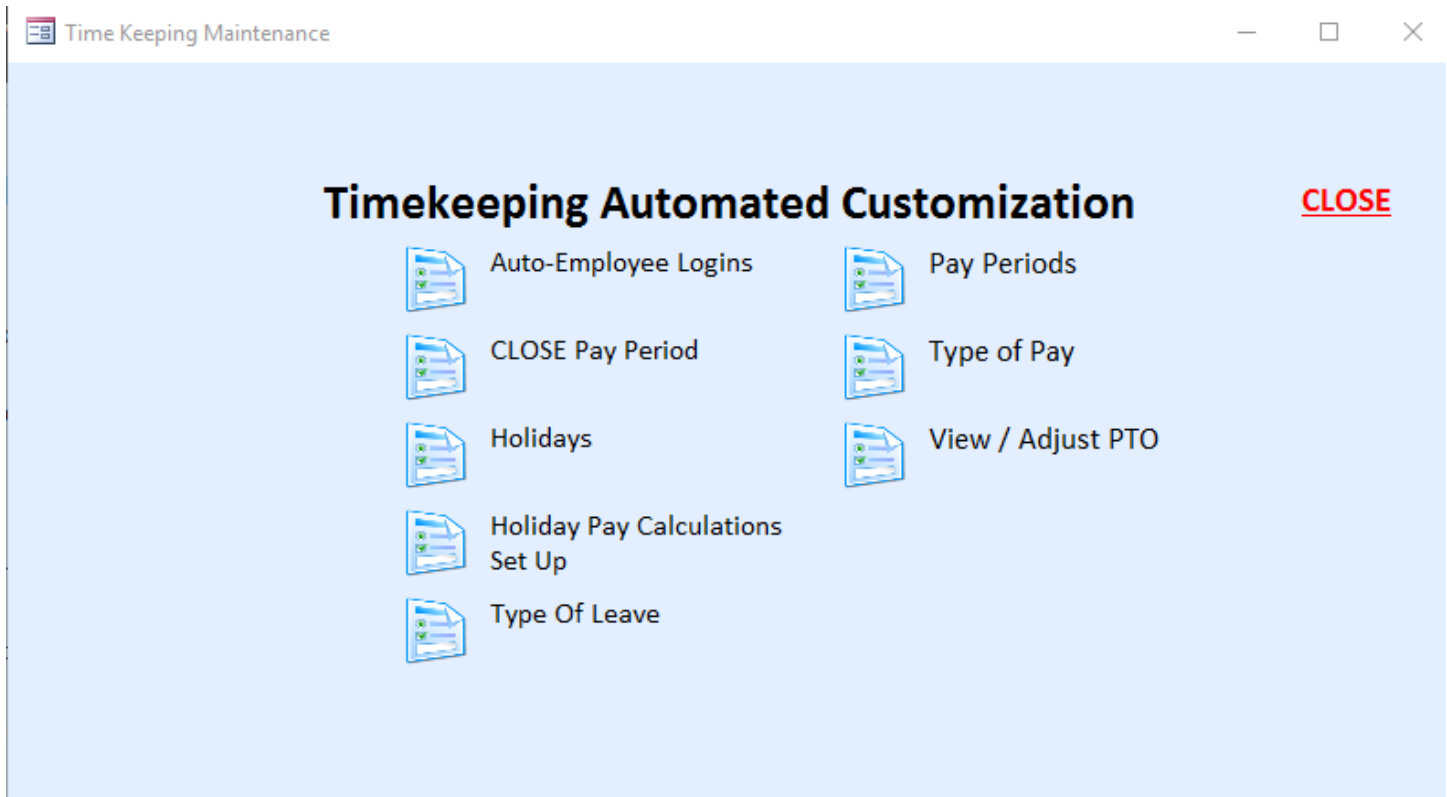 Time Keeping Maintenance
Timekeeping Automated Customization
CLOSE
Auto-Employee Logins
CLOSE Pay Period
Holidays
Holiday Pay Calculations
Set Up
Type Of Leave
Pay Periods
Type of Pay
View / Adjust PTO